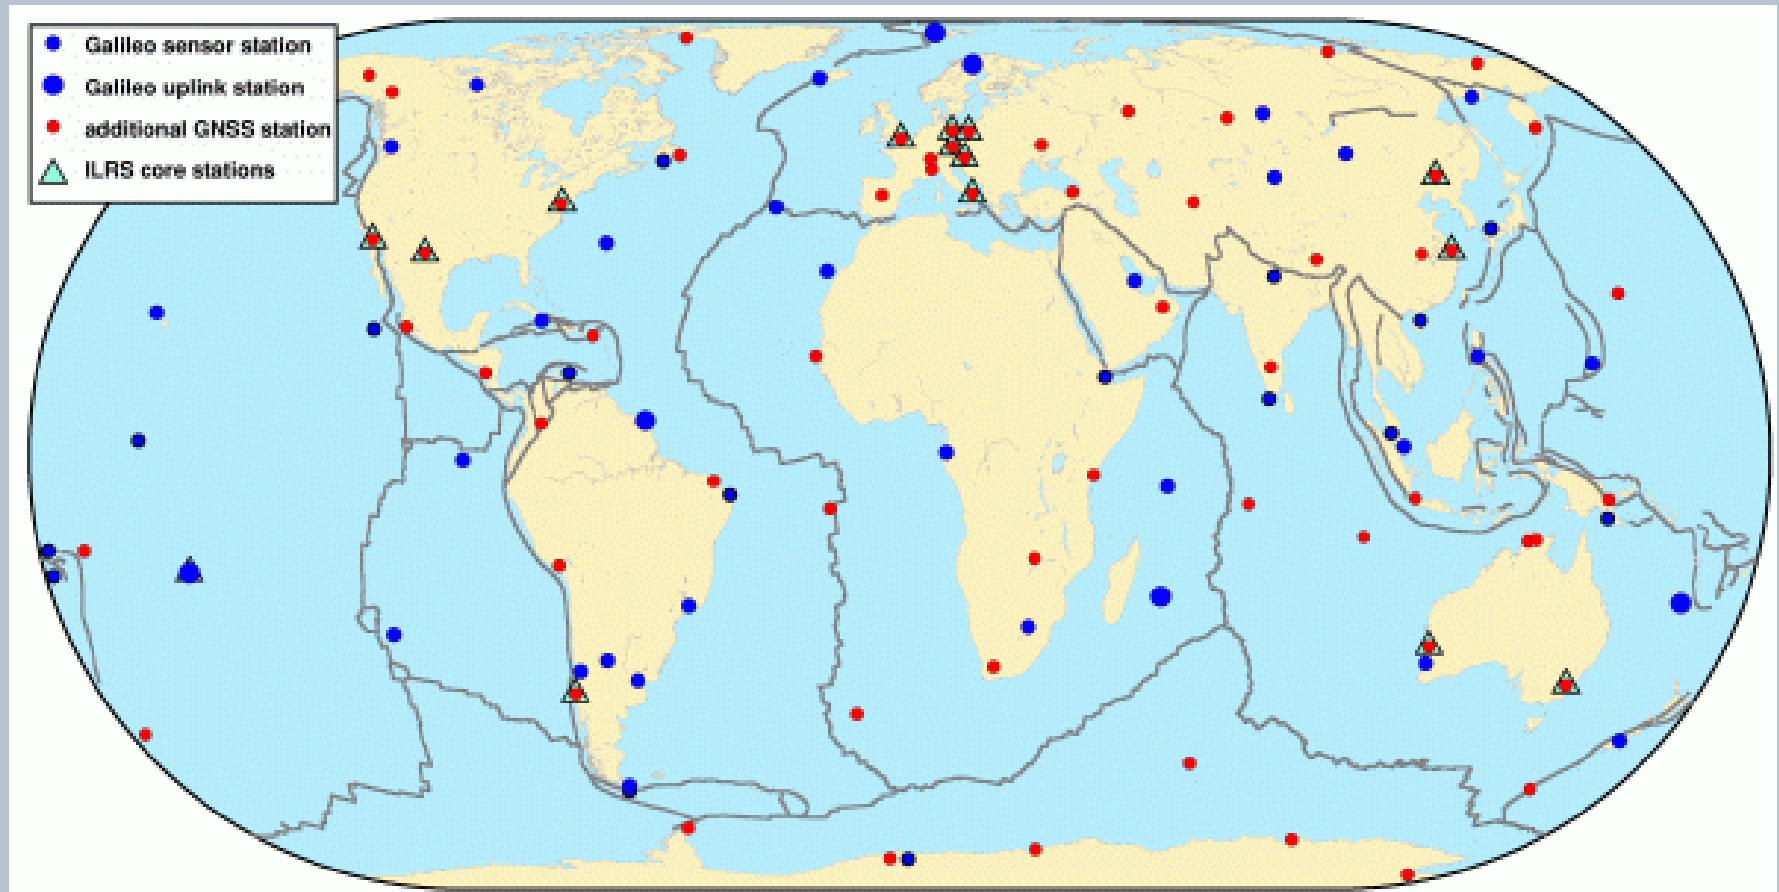 Galileo sensor station
Galileo uplink station
additional GNSS station
ILRS core stations